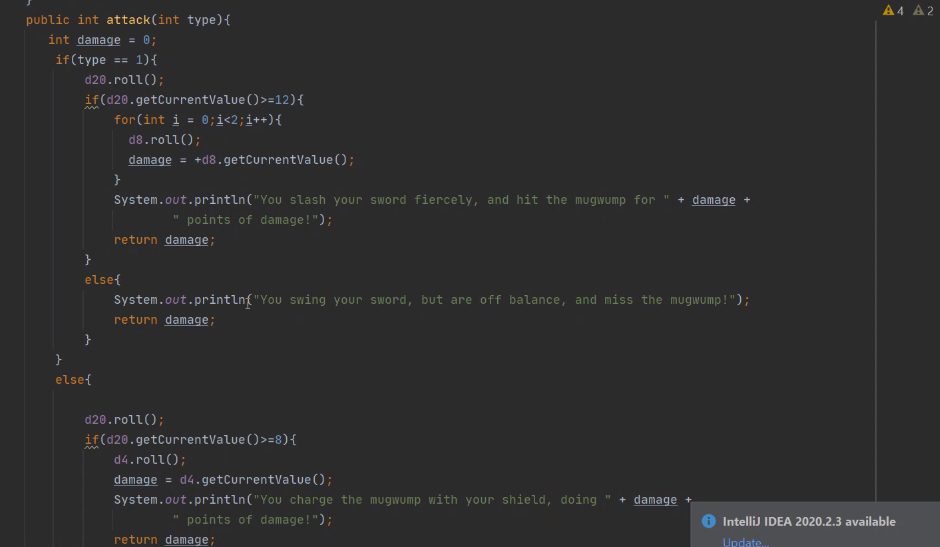 }
public int attack(int type){
int damage = 0;
if(type == 1){
d20.roll();
if(d20.getCurrentValue()>=12){
for(int i = 0;i<2;i++){
d8.roll();
damage = +d8.getCurrentValue();
}
System.out.println("You slash your sword fiercely, and hit the mugwump for " + damage +
" points of damage!");
return damage;
}
else{
System.out.println("You swing your sword, but are off balance, and miss the mugwump!");
return damage;
}
}
else{
d20.roll();
if(d20.getCurrentValue()>=8){
d4.roll();
damage = d4.getCurrentValue();
System.out.println("You charge the mugwump with your shield, doing " + damage +
" points of damage!");
return damage;
4 2
IntelliJ IDEA 2020.2.3 available
Update...